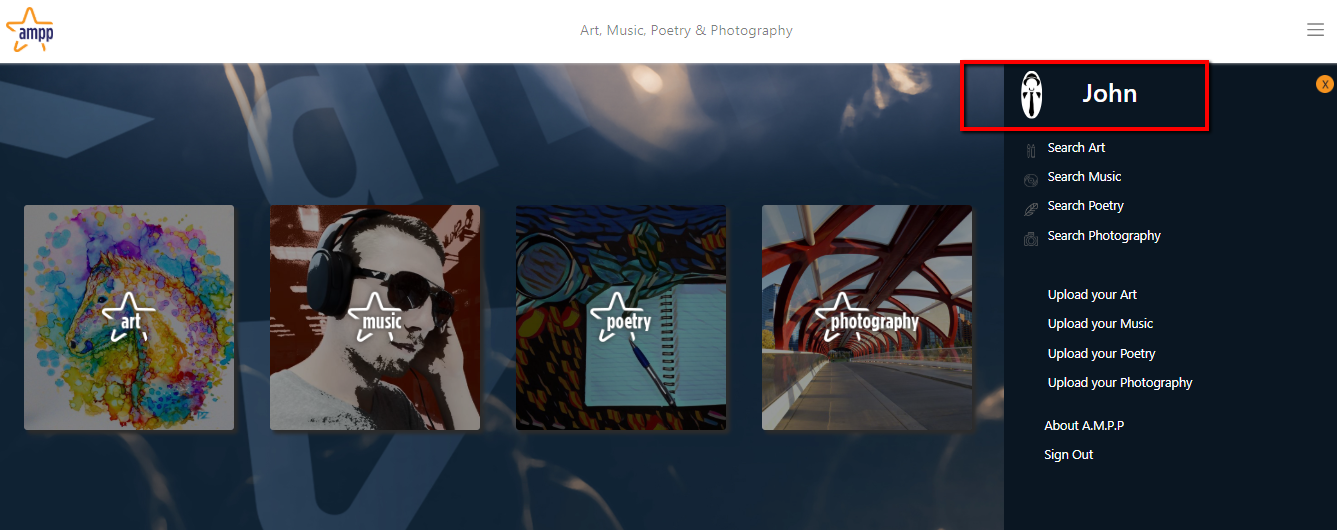 ampp
Art, Music, Poetry & Photography
John
X
Search Art
Search Music
Search Poetry
Search Photography
art
music
poetry
photography
Upload your Art
Upload your Music
Upload your Poetry
Upload your Photography
About A.M.P.P
Sign Out